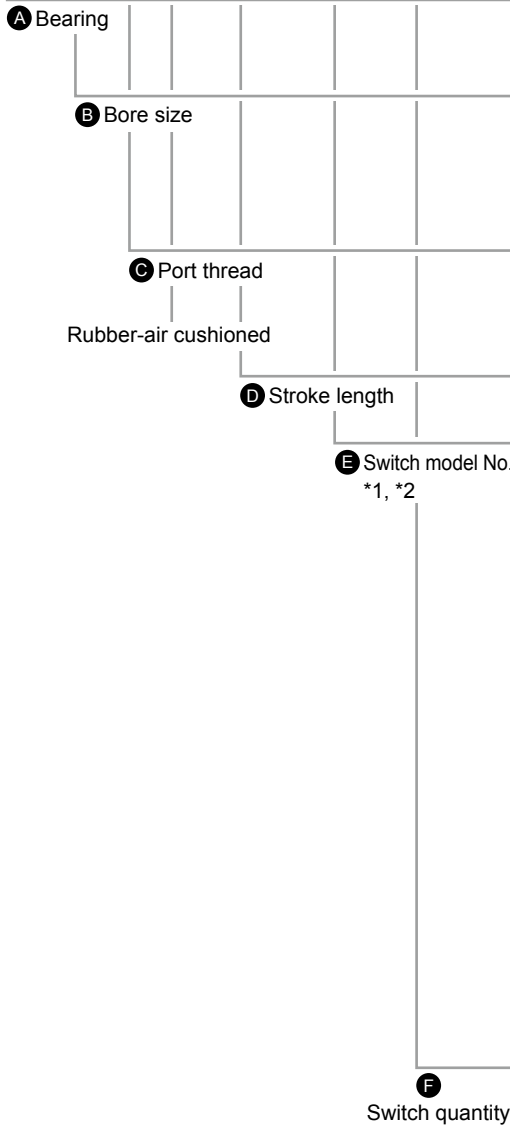 A Bearing
B Bore size
C Port thread
Rubber-air cushioned
D Stroke length
E Switch model No.
*1, *2
F
Switch quantity